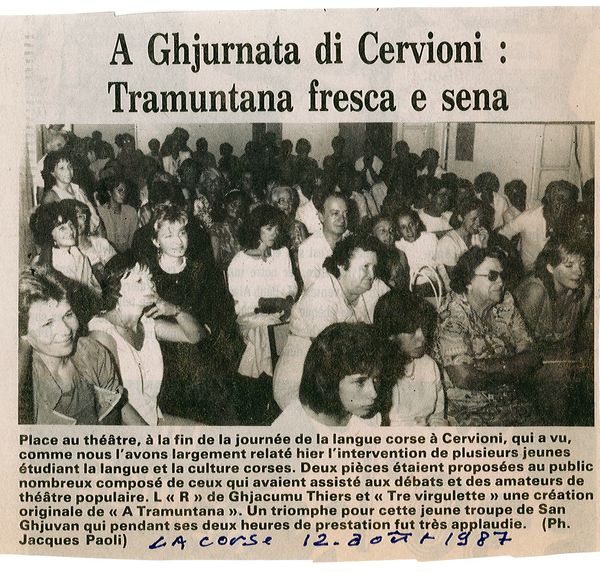 A Ghjurnata di Cervioni :
Tramuntana fresca e sena
Place au théâtre, à la fin de la journée de la langue corse à Cervioni, qui a vu,
comme nous l'avons largement relaté hier l'intervention de plusieurs jeunes
étudiant la langue et la culture corses. Deux pièces étaient proposées au public
nombreux composé de ceux qui avaient assisté aux débats et des amateurs de
théâtre populaire. L « R » de Ghjacumu Thiers et « Tre virgulette » une création
originale de « A Tramuntana ». Un triomphe pour cette jeune troupe de San
Ghjuvan qui pendant ses deux heures de prestation fut très applaudie. (Ph.
Jacques Paoli) LA CORSE 12. août 1987